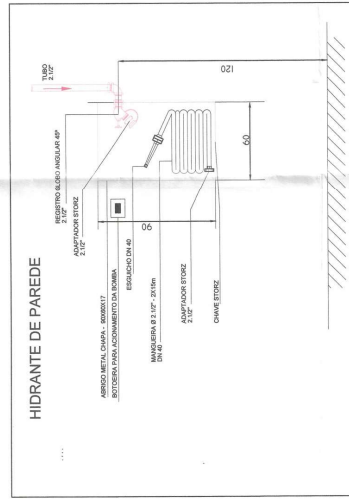 HIDRANTE DE PAREDE
TUBO
2.1/2"
REGISTRO GLOBO ANGULAR 45º
2.1/2"
ADAPTADOR STORZ
2.1/2"
ABRIGO METAL CHAPA - 90X60X17
BOTOEIRA PARA ACIONAMENTO DA BOMBA
ESGUICHO DN 40
MANGUEIRA Ø 2.1/2" - 2X15m
DN 40
ADAPTADOR STORZ
2.1/2"
CHAVE STORZ
90
60
120